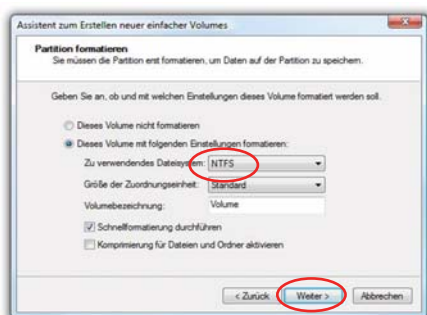 Assistent zum Erstellen neuer einfacher Volumes
Partition formatieren
Sie müssen die Partition erst formatieren, um Daten auf der Partition zu speichern.
Geben Sie an, ob und mit welchen Einstellungen dieses Volume formatiert werden soll.
Dieses Volume nicht formatieren
Dieses Volume mit folgenden Einstellungen formatieren:
Zu verwendendes Dateisystem: NTFS
Größe der Zuordnungseinheit: Standard
Volumebezeichnung: Volume
Schnellformatierung durchführen
Komprimierung für Dateien und Ordner aktivieren
< Zurück Weiter > Abbrechen